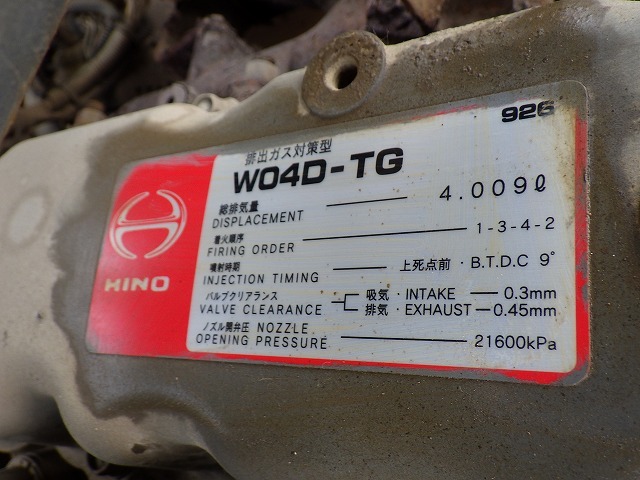 926
排出ガス対策型
W04D-TG
総排気量
DISPLACEMENT 4.009ℓ
着火順序
FIRING ORDER 1-3-4-2
噴射時期
INJECTION TIMING 上死点前・B.T.D.C 9°
バルブクリアランス 吸気・INTAKE 0.3mm
VALVE CLEARANCE 排気・EXHAUST 0.45mm
ノズル開弁圧 NOZZLE
OPENING PRESSURE 21600kPa
HINO